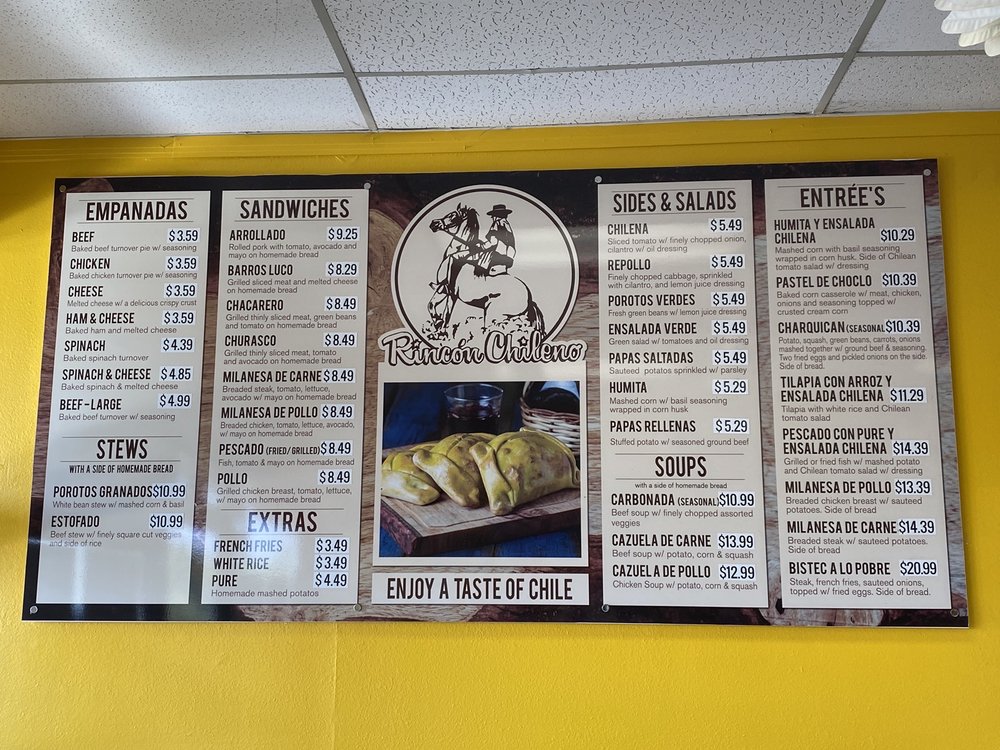 EMPANADAS
BEEF $3.59
Baked beef turnover pie w/ seasoning
CHICKEN $3.59
Baked chicken turnover pie w/ seasoning
CHEESE $3.59
Melted cheese w/ a delicious crispy crust
HAM & CHEESE $3.59
Baked ham and melted cheese
SPINACH $4.39
Baked spinach turnover
SPINACH & CHEESE $4.85
Baked spinach & melted cheese
BEEF-LARGE $4.99
Baked beef turnover w/ seasoning
STEWS
WITH A SIDE OF HOMEMADE BREAD
POROTOS GRANADOS $10.99
White bean stew w/ mashed corn & basil
ESTOFADO $10.99
Beef stew w/ finely square cut veggies
and side of rice
SANDWICHES
ARROLLADO $9.25
Rolled pork with tomato, avocado and
mayo on homemade bread
BARROS LUCO $8.29
Grilled sliced meat and melted cheese
on homemade bread
CHACARERO $8.49
Grilled thinly sliced meat, green beans
and tomato on homemade bread
CHURASCO $8.49
Grilled thinly sliced meat, tomato
and avocado on homemade bread
MILANESA DE CARNE $8.49
Breaded steak, tomato, lettuce,
avocado w/ mayo on homemade bread
MILANESA DE POLLO $8.49
Breaded chicken, tomato, lettuce, avocado,
w/ mayo on homemade bread
PESCADO (FRIED/GRILLED) $8.49
Fish, tomato & mayo on homemade bread
POLLO $8.49
Grilled chicken breast, tomato, lettuce,
w/ mayo on homemade bread
EXTRAS
FRENCH FRIES $3.49
WHITE RICE $3.49
PURE $4.49
Homemade mashed potatos
Rincón Chileno
ENJOY A TASTE OF CHILE
SIDES & SALADS
CHILENA $5.49
Sliced tomato w/ finely chopped onion,
cilantro w/ oil dressing
REPOLLO $5.49
Finely chopped cabbage, sprinkled
with cilantro, and lemon juice dressing
POROTOS VERDES $5.49
Fresh green beans w/ lemon juice dressing
ENSALADA VERDE $5.49
Green salad w/ tomatoes and oil dressing
PAPAS SALTADAS $5.49
Sauteed potatos sprinkled w/ parsley
HUMITA $5.29
Mashed corn w/ basil seasoning
wrapped in corn husk
PAPAS RELLENAS $5.29
Stuffed potato w/ seasoned ground beef
SOUPS
with a side of homemade bread
CARBONADA (SEASONAL) $10.99
Beef soup w/ finely chopped assorted
veggies
CAZUELA DE CARNE $13.99
Beef soup w/ potato, corn & squash
CAZUELA DE POLLO $12.99
Chicken Soup w/ potato, corn & squash
ENTRÉE'S
HUMITA Y ENSALADA
CHILENA $10.29
Mashed corn with basil seasoning
wrapped in corn husk. Side of Chilean
tomato salad w/ dressing
PASTEL DE CHOCLO $10.39
Baked corn casserole w/ meat, chicken,
onions and seasoning topped w/
crusted cream corn
CHARQUICAN (SEASONAL) $10.39
Potato, squash, green beans, carrots, onions
mashed together w/ ground beef & seasoning.
Two fried eggs and pickled onions on the side.
Side of bread.
TILAPIA CON ARROZ Y
ENSALADA CHILENA $11.29
Tilapia with white rice and Chilean
tomato salad
PESCADO CON PURE Y
ENSALADA CHILENA $14.39
Grilled or fried fish w/ mashed potato
and Chilean tomato salad w/ dressing
MILANESA DE POLLO $13.39
Breaded chicken breast w/ sauteed
potatoes. Side of bread
MILANESA DE CARNE $14.39
Breaded steak w/ sauteed potatoes.
Side of bread
BISTEC A LO POBRE $20.99
Steak, french fries, sauteed onions,
topped w/ fried eggs. Side of bread.